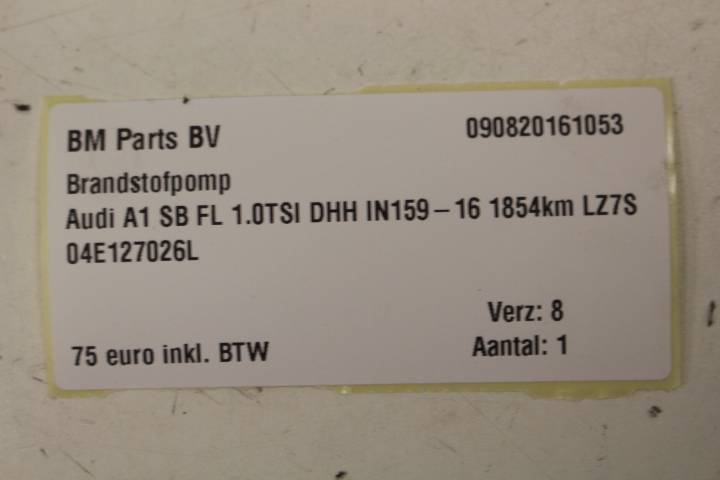 BM Parts BV 090820161053
Brandstofpomp
Audi A1 SB FL 1.0TSI DHH IN159-16 1854km LZ7S
04E127026L
Verz: 8
75 euro inkl. BTW Aantal: 1